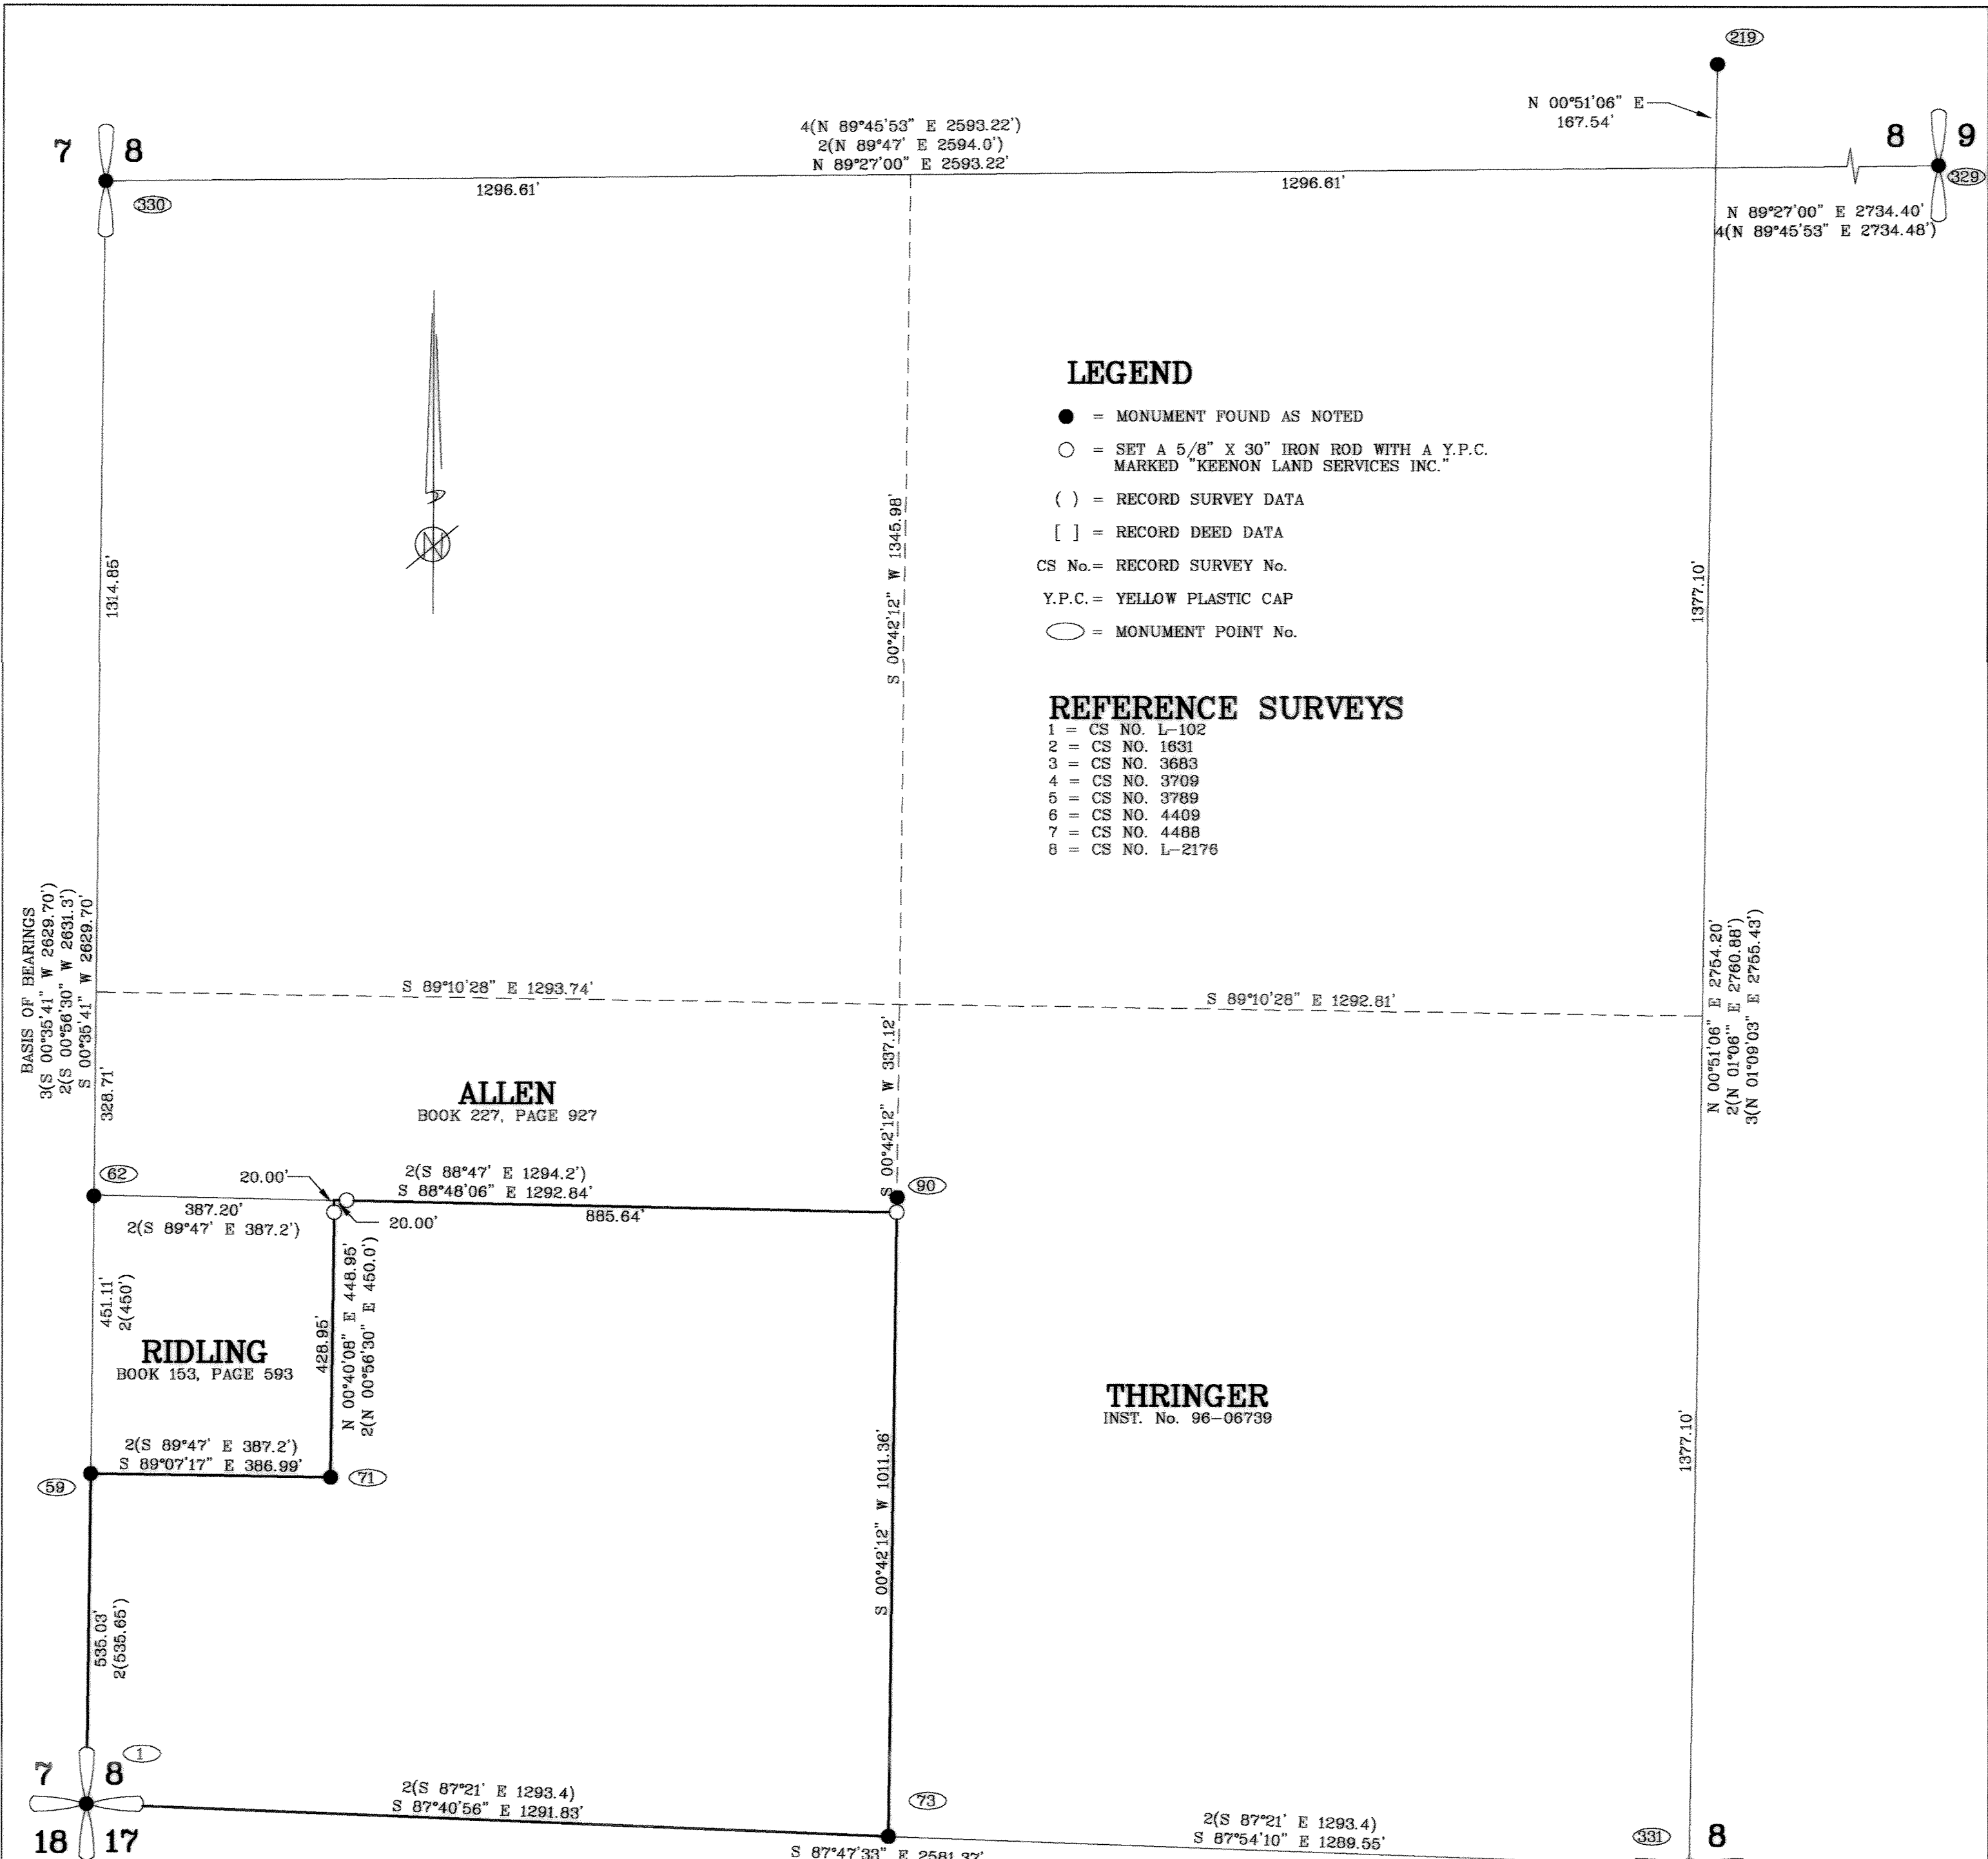 219
N 00°51'06" E
167.54'
4(N 89°45'53" E 2593.22')
2(N 89°47' E 2594.0')
N 89°27'00" E 2593.22'
7 8
8 9
1296.61'
1296.61'
330
329
N 89°27'00" E 2734.40'
4(N 89°45'53" E 2734.48')
N
LEGEND
= MONUMENT FOUND AS NOTED
= SET A 5/8" X 30" IRON ROD WITH A Y.P.C.
MARKED "KEENON LAND SERVICES INC."
( ) = RECORD SURVEY DATA
[ ] = RECORD DEED DATA
CS No.= RECORD SURVEY No.
Y.P.C.= YELLOW PLASTIC CAP
= MONUMENT POINT No.
1314.85'
S 00°42'12" W 1345.98'
1377.10'
REFERENCE SURVEYS
1 = CS NO. L-102
2 = CS NO. 1631
3 = CS NO. 3683
4 = CS NO. 3709
5 = CS NO. 3789
6 = CS NO. 4409
7 = CS NO. 4488
8 = CS NO. L-2176
BASIS OF BEARINGS
3(S 00°35'41" W 2629.70')
2(S 00°56'30" W 2631.3')
S 00°35'41" W 2629.70'
S 89°10'28" E 1293.74'
S 89°10'28" E 1292.81'
N 00°51'06" E 2754.20'
2(N 01°06'" E 2760.88')
3(N 01°09'03" E 2755.43')
328.71'
S 00°42'12" W 337.12'
ALLEN
BOOK 227, PAGE 927
62
20.00'
2(S 88°47' E 1294.2')
S 88°48'06" E 1292.84'
90
387.20'
2(S 89°47' E 387.2')
20.00'
885.64'
451.11'
2(450')
428.95'
N 00°40'08" E 448.95'
2(N 00°56'30" E 450.0')
RIDLING
BOOK 153, PAGE 593
THRINGER
INST. No. 96-06739
2(S 89°47' E 387.2')
S 89°07'17" E 386.99'
59
71
S 00°42'12" W 1011.36'
1377.10'
535.03'
2(535.65')
1
7 8
18 17
2(S 87°21' E 1293.4)
S 87°40'56" E 1291.83'
73
2(S 87°21' E 1293.4)
S 87°54'10" E 1289.55'
331
8
S 87°47'33" E 2581.37'